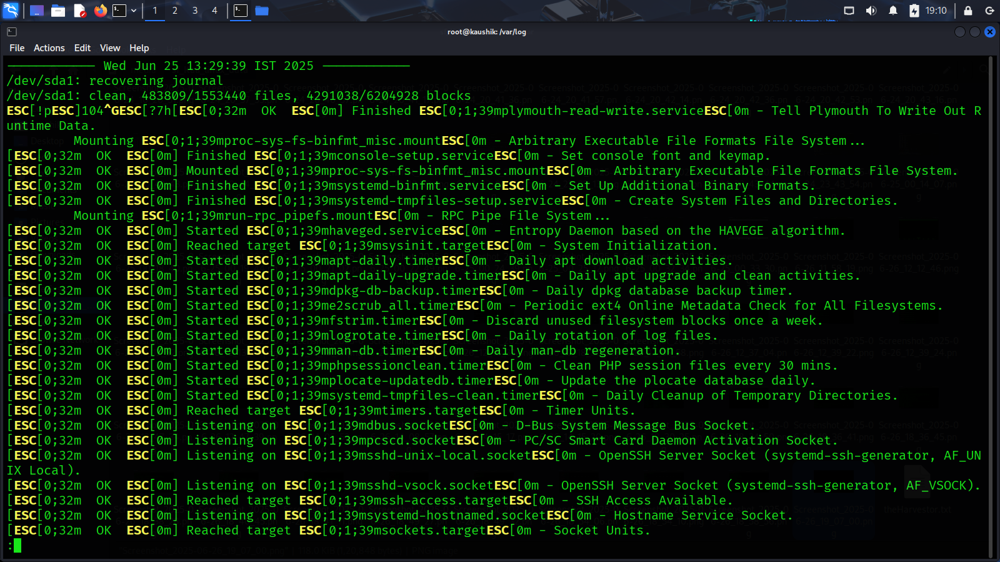 1 2 3 4 19:10
root@kaushik: /var/log
File Actions Edit View Help
———————————— Wed Jun 25 13:29:39 IST 2025 ————————————
/dev/sda1: recovering journal
/dev/sda1: clean, 483809/1553440 files, 4291038/6204928 blocks
ESC[!pESC]104^GESC[?7h[ESC[0;32m  OK  ESC[0m] Finished ESC[0;1;39mplymouth-read-write.serviceESC[0m - Tell Plymouth To Write Out R
untime Data.
         Mounting ESC[0;1;39mproc-sys-fs-binfmt_misc.mountESC[0m - Arbitrary Executable File Formats File System...
[ESC[0;32m  OK  ESC[0m] Finished ESC[0;1;39mconsole-setup.serviceESC[0m - Set console font and keymap.
[ESC[0;32m  OK  ESC[0m] Mounted ESC[0;1;39mproc-sys-fs-binfmt_misc.mountESC[0m - Arbitrary Executable File Formats File System.
[ESC[0;32m  OK  ESC[0m] Finished ESC[0;1;39msystemd-binfmt.serviceESC[0m - Set Up Additional Binary Formats.
[ESC[0;32m  OK  ESC[0m] Finished ESC[0;1;39msystemd-tmpfiles-setup.serviceESC[0m - Create System Files and Directories.
         Mounting ESC[0;1;39mrun-rpc_pipefs.mountESC[0m - RPC Pipe File System...
[ESC[0;32m  OK  ESC[0m] Started ESC[0;1;39mhaveged.serviceESC[0m - Entropy Daemon based on the HAVEGE algorithm.
[ESC[0;32m  OK  ESC[0m] Reached target ESC[0;1;39msysinit.targetESC[0m - System Initialization.
[ESC[0;32m  OK  ESC[0m] Started ESC[0;1;39mapt-daily.timerESC[0m - Daily apt download activities.
[ESC[0;32m  OK  ESC[0m] Started ESC[0;1;39mapt-daily-upgrade.timerESC[0m - Daily apt upgrade and clean activities.
[ESC[0;32m  OK  ESC[0m] Started ESC[0;1;39mdpkg-db-backup.timerESC[0m - Daily dpkg database backup timer.
[ESC[0;32m  OK  ESC[0m] Started ESC[0;1;39me2scrub_all.timerESC[0m - Periodic ext4 Online Metadata Check for All Filesystems.
[ESC[0;32m  OK  ESC[0m] Started ESC[0;1;39mfstrim.timerESC[0m - Discard unused filesystem blocks once a week.
[ESC[0;32m  OK  ESC[0m] Started ESC[0;1;39mlogrotate.timerESC[0m - Daily rotation of log files.
[ESC[0;32m  OK  ESC[0m] Started ESC[0;1;39mman-db.timerESC[0m - Daily man-db regeneration.
[ESC[0;32m  OK  ESC[0m] Started ESC[0;1;39mphpsessionclean.timerESC[0m - Clean PHP session files every 30 mins.
[ESC[0;32m  OK  ESC[0m] Started ESC[0;1;39mplocate-updatedb.timerESC[0m - Update the plocate database daily.
[ESC[0;32m  OK  ESC[0m] Started ESC[0;1;39msystemd-tmpfiles-clean.timerESC[0m - Daily Cleanup of Temporary Directories.
[ESC[0;32m  OK  ESC[0m] Reached target ESC[0;1;39mtimers.targetESC[0m - Timer Units.
[ESC[0;32m  OK  ESC[0m] Listening on ESC[0;1;39mdbus.socketESC[0m - D-Bus System Message Bus Socket.
[ESC[0;32m  OK  ESC[0m] Listening on ESC[0;1;39mpcscd.socketESC[0m - PC/SC Smart Card Daemon Activation Socket.
[ESC[0;32m  OK  ESC[0m] Listening on ESC[0;1;39msshd-unix-local.socketESC[0m - OpenSSH Server Socket (systemd-ssh-generator, AF_UN
IX Local).
[ESC[0;32m  OK  ESC[0m] Listening on ESC[0;1;39msshd-vsock.socketESC[0m - OpenSSH Server Socket (systemd-ssh-generator, AF_VSOCK).
[ESC[0;32m  OK  ESC[0m] Reached target ESC[0;1;39mssh-access.targetESC[0m - SSH Access Available.
[ESC[0;32m  OK  ESC[0m] Listening on ESC[0;1;39msystemd-hostnamed.socketESC[0m - Hostname Service Socket.
[ESC[0;32m  OK  ESC[0m] Reached target ESC[0;1;39msockets.targetESC[0m - Socket Units.
: